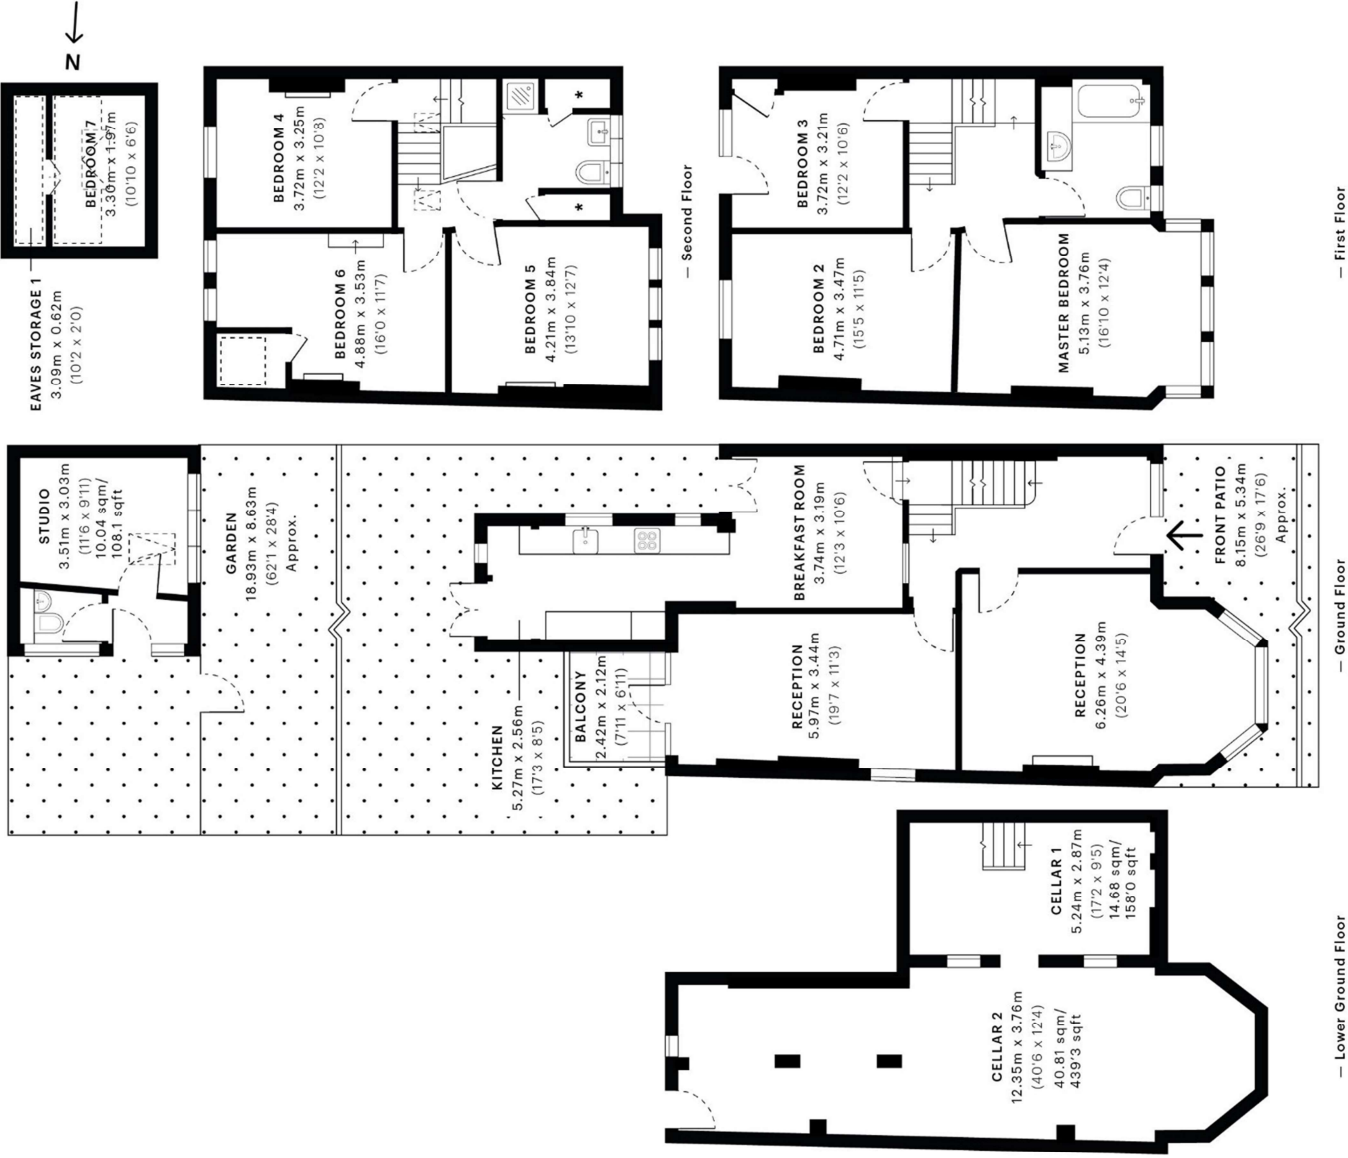 N
BEDROOM 7
3.30m x 1.97m
(10'10 x 6'6)
EAVES STORAGE 1
3.09m x 0.62m
(10'2 x 2'0)
BEDROOM 4
3.72m x 3.25m
(12'2 x 10'8)
*
*
BEDROOM 6
4.88m x 3.53m
(16'0 x 11'7)
BEDROOM 5
4.21m x 3.84m
(13'10 x 12'7)
— Second Floor
BEDROOM 3
3.72m x 3.21m
(12'2 x 10'6)
BEDROOM 2
4.71m x 3.47m
(15'5 x 11'5)
MASTER BEDROOM
5.13m x 3.76m
(16'10 x 12'4)
— First Floor
STUDIO
3.51m x 3.03m
(11'6 x 9'11)
10.04 sqm/
108.1 sqft
GARDEN
18.93m x 8.63m
(62'1 x 28'4)
Approx.
KITCHEN
5.27m x 2.56m
(17'3 x 8'5)
BALCONY
2.42m x 2.12m
(7'11 x 6'11)
BREAKFAST ROOM
3.74m x 3.19m
(12'3 x 10'6)
RECEPTION
5.97m x 3.44m
(19'7 x 11'3)
RECEPTION
6.26m x 4.39m
(20'6 x 14'5)
FRONT PATIO
8.15m x 5.34m
(26'9 x 17'6)
Approx.
— Ground Floor
CELLAR 1
5.24m x 2.87m
(17'2 x 9'5)
14.68 sqm/
158'0 sqft
CELLAR 2
12.35m x 3.76m
(40'6 x 12'4)
40.81 sqm/
439'3 sqft
— Lower Ground Floor